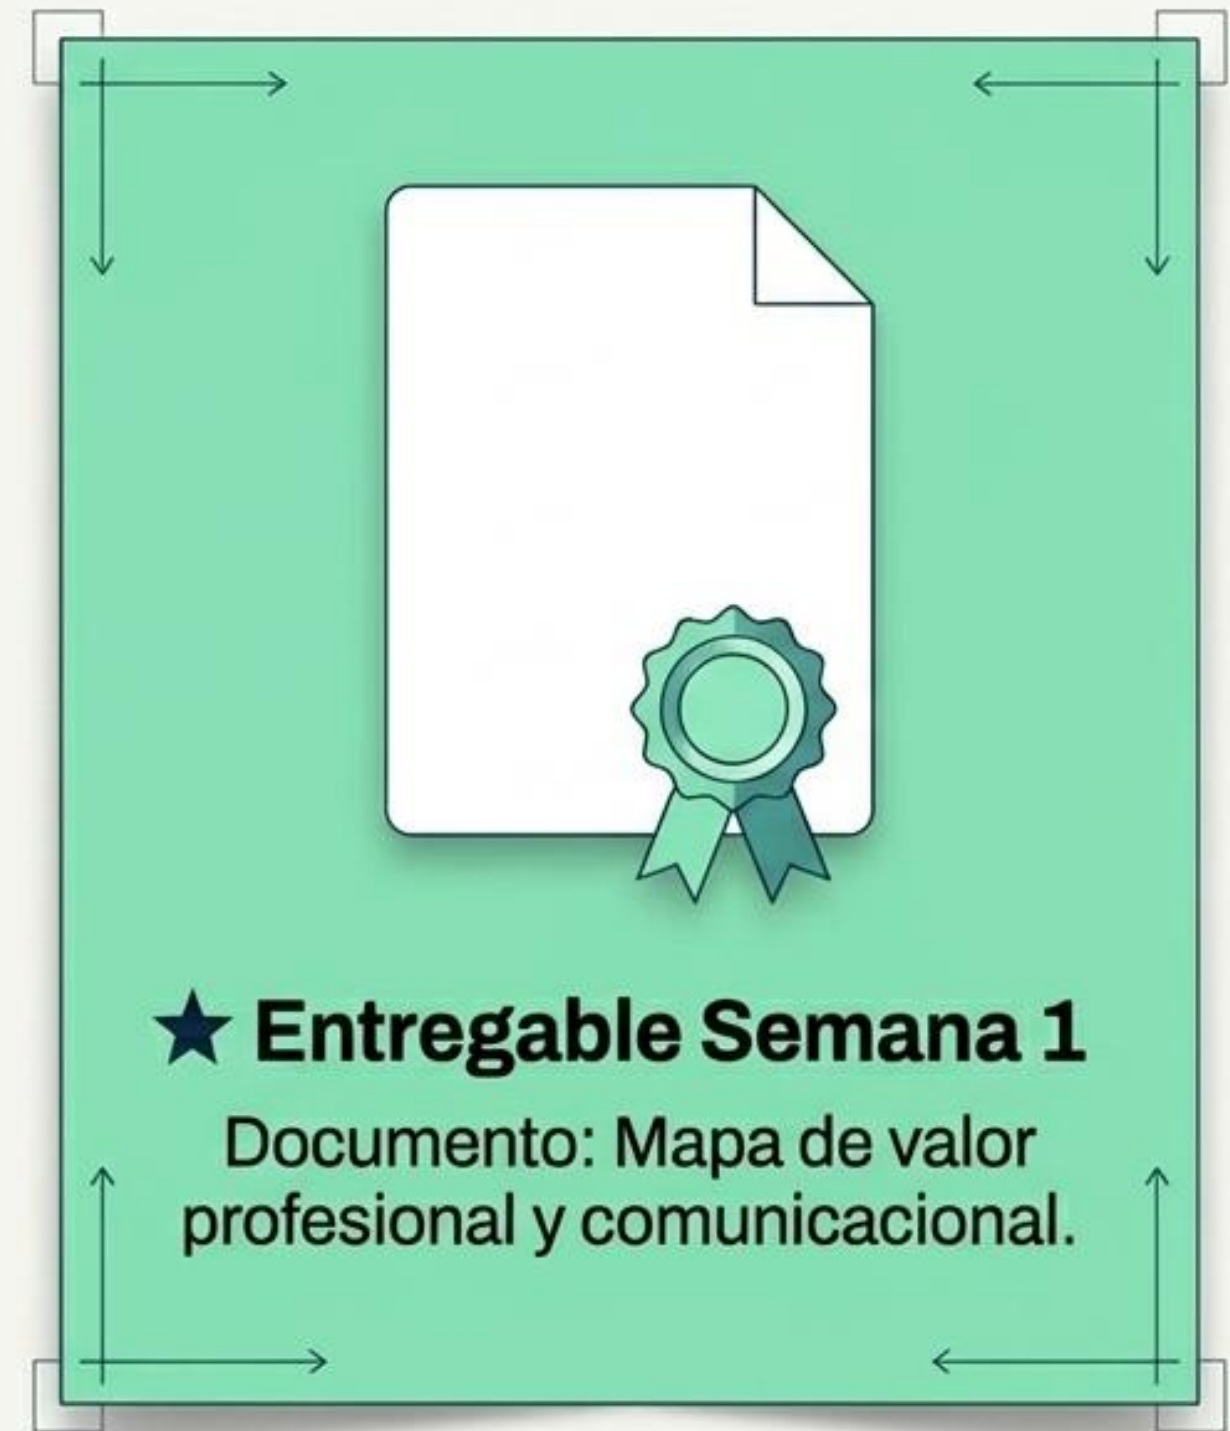 ★ Entregable Semana 1
Documento: Mapa de valor
profesional y comunicacional.